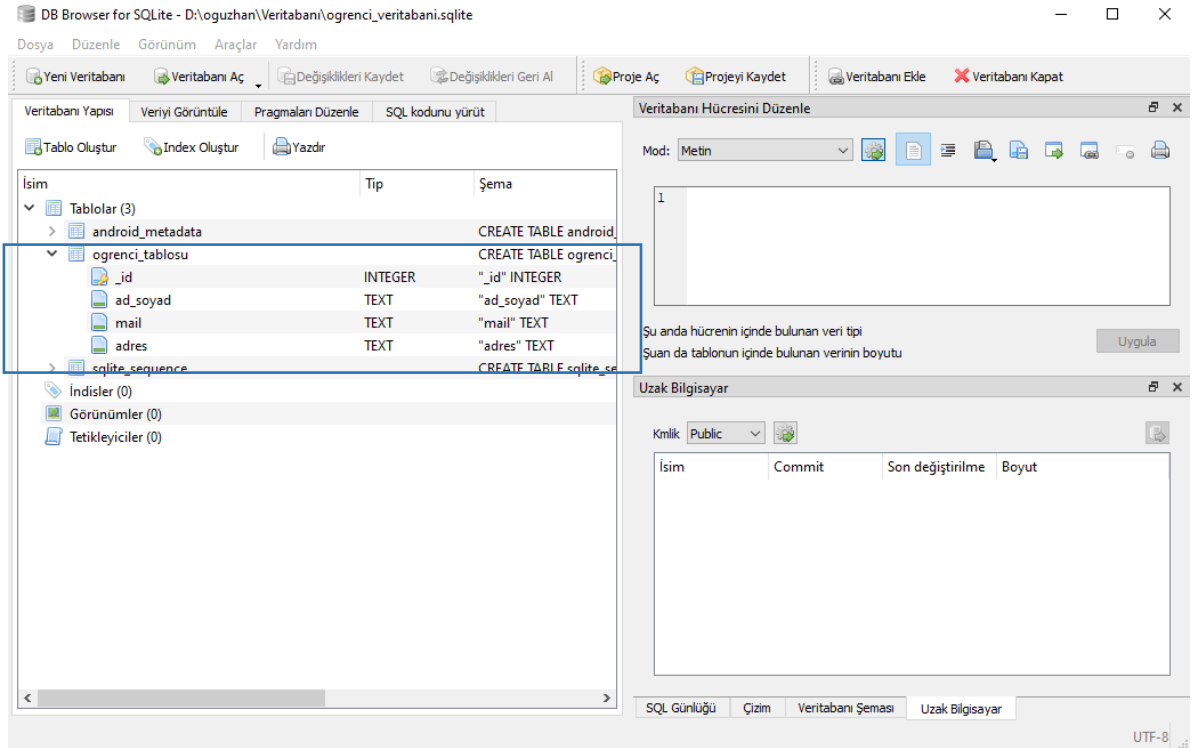 DB Browser for SQLite - D:\oguzhan\Veritabanı\ogrenci_veritabani.sqlite
Dosya Düzenle Görünüm Araçlar Yardım
Yeni Veritabanı Veritabanı Aç Değişiklikleri Kaydet Değişiklikleri Geri Al Proje Aç Projeyi Kaydet Veritabanı Ekle Veritabanı Kapat
Veritabanı Yapısı Veriyi Görüntüle Pragmaları Düzenle SQL kodunu yürüt
Tablo Oluştur Index Oluştur Yazdır
İsim Tip Şema
Tablolar (3)
android_metadata CREATE TABLE android_
ogrenci_tablosu CREATE TABLE ogrenci_
_id INTEGER "_id" INTEGER
ad_soyad TEXT "ad_soyad" TEXT
mail TEXT "mail" TEXT
adres TEXT "adres" TEXT
sqlite_sequence CREATE TABLE sqlite_se
İndisler (0)
Görünümler (0)
Tetikleyiciler (0)
Veritabanı Hücresini Düzenle
Mod: Metin
1
Şu anda hücrenin içinde bulunan veri tipi
Şuan da tablonun içinde bulunan verinin boyutu
Uygula
Uzak Bilgisayar
Kmlik Public
İsim Commit Son değiştirilme Boyut
SQL Günlüğü Çizim Veritabanı Şeması Uzak Bilgisayar
UTF-8